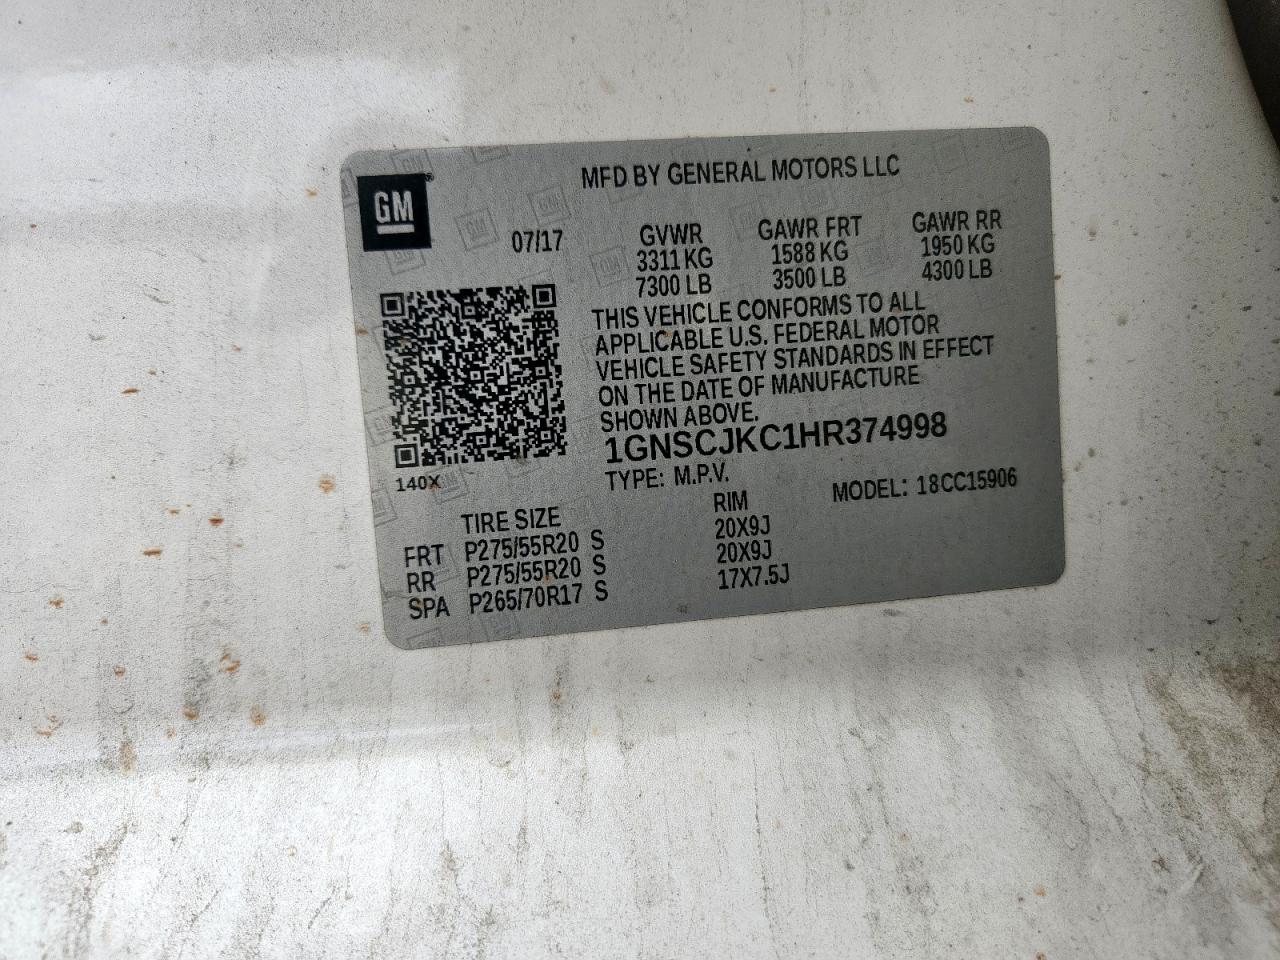 MFD BY GENERAL MOTORS LLC
GM
07/17
GVWR GAWR FRT GAWR RR
3311 KG 1588 KG 1950 KG
7300 LB 3500 LB 4300 LB
THIS VEHICLE CONFORMS TO ALL
APPLICABLE U.S. FEDERAL MOTOR
VEHICLE SAFETY STANDARDS IN EFFECT
ON THE DATE OF MANUFACTURE
SHOWN ABOVE.
1GNSCJKC1HR374998
140X
TYPE: M.P.V. MODEL: 18CC15906
TIRE SIZE RIM
FRT P275/55R20 S 20X9J
RR P275/55R20 S 20X9J
SPA P265/70R17 S 17X7.5J